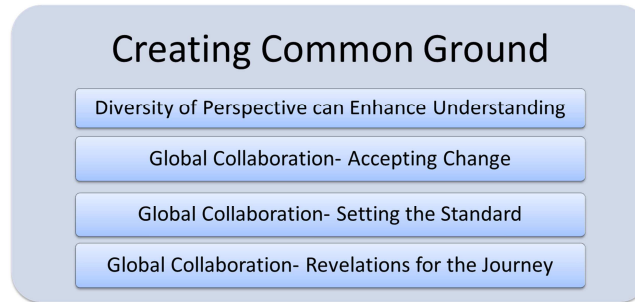 Creating Common Ground
Diversity of Perspective can Enhance Understanding
Global Collaboration- Accepting Change
Global Collaboration- Setting the Standard
Global Collaboration- Revelations for the Journey